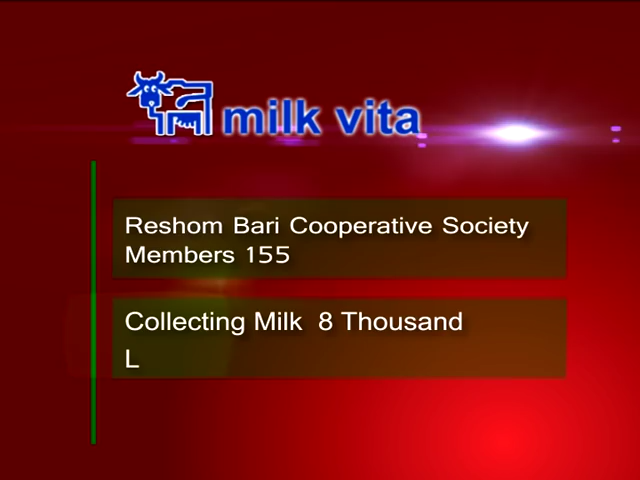 milk vita
Reshom Bari Cooperative Society
Members 155
Collecting Milk  8 Thousand
L